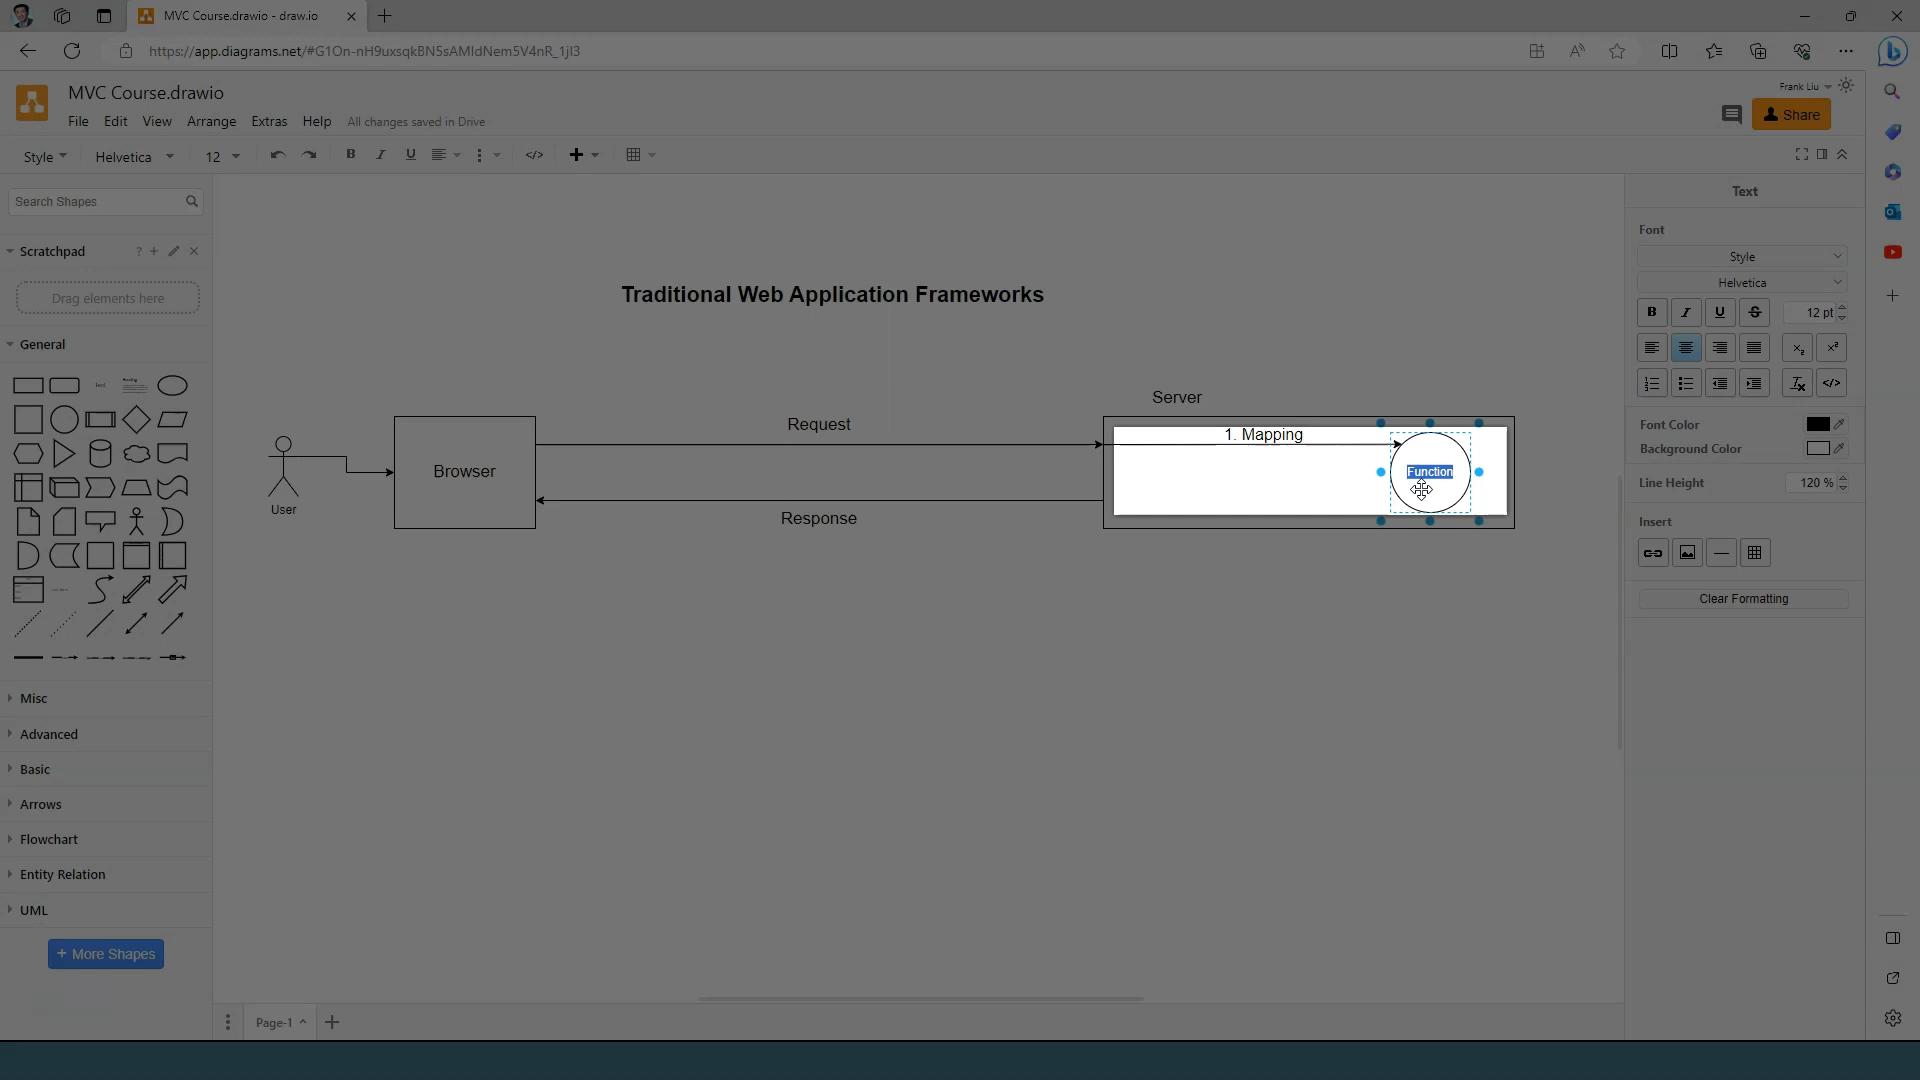 MVC Course.drawio - draw.io
https://app.diagrams.net/#G1On-nH9uxsqkBN5sAMIdNem5V4nR_1jI3
MVC Course.drawio
Frank Liu
File Edit View Arrange Extras Help All changes saved in Drive
Share
Style Helvetica 12 B I U
Search Shapes
Text
Scratchpad
Font
Style
Drag elements here
Helvetica
Traditional Web Application Frameworks
B I U S 12 pt
General
Text
Heading
Server
Request
1. Mapping
Font Color
Background Color
Browser
Function
Line Height 120 %
User
Response
Insert
Clear Formatting
Misc
Advanced
Basic
Arrows
Flowchart
Entity Relation
UML
+ More Shapes
Page-1